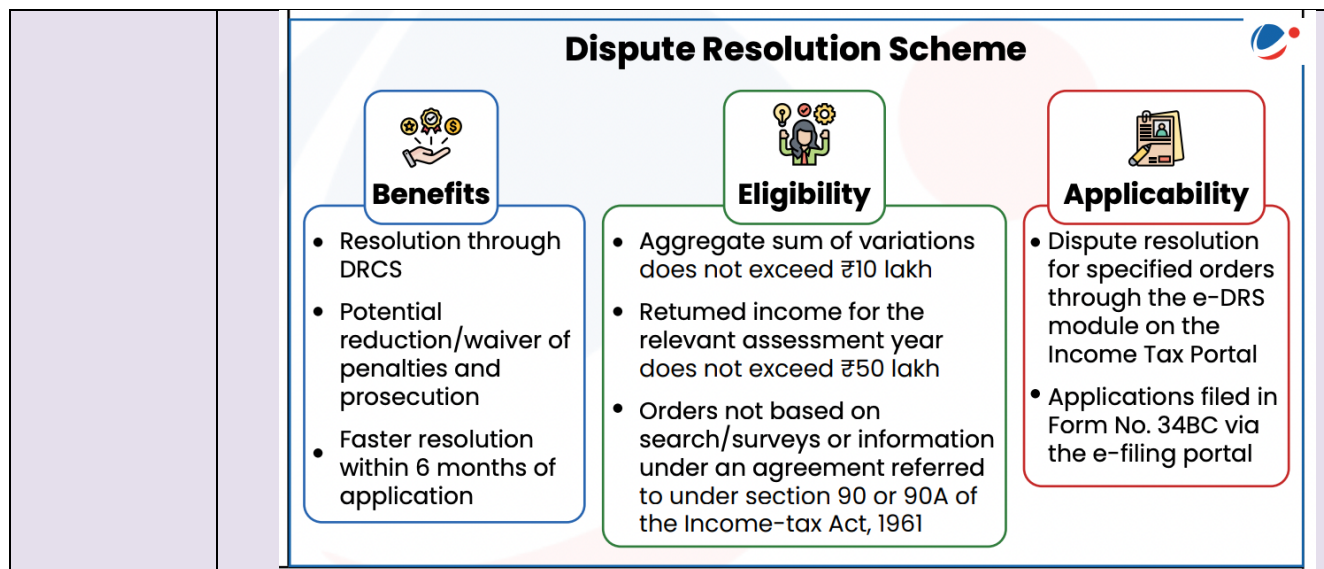 Dispute Resolution Scheme
Benefits
• Resolution through
DRCS
• Potential
reduction/waiver of
penalties and
prosecution
• Faster resolution
within 6 months of
application
Eligibility
• Aggregate sum of variations
does not exceed ₹10 lakh
• Retumed income for the
relevant assessment year
does not exceed ₹50 lakh
• Orders not based on
search/surveys or information
under an agreement referred
to under section 90 or 90A of
the Income-tax Act, 1961
Applicability
• Dispute resolution
for specified orders
through the e-DRS
module on the
Income Tax Portal
• Applications filed in
Form No. 34BC via
the e-filing portal